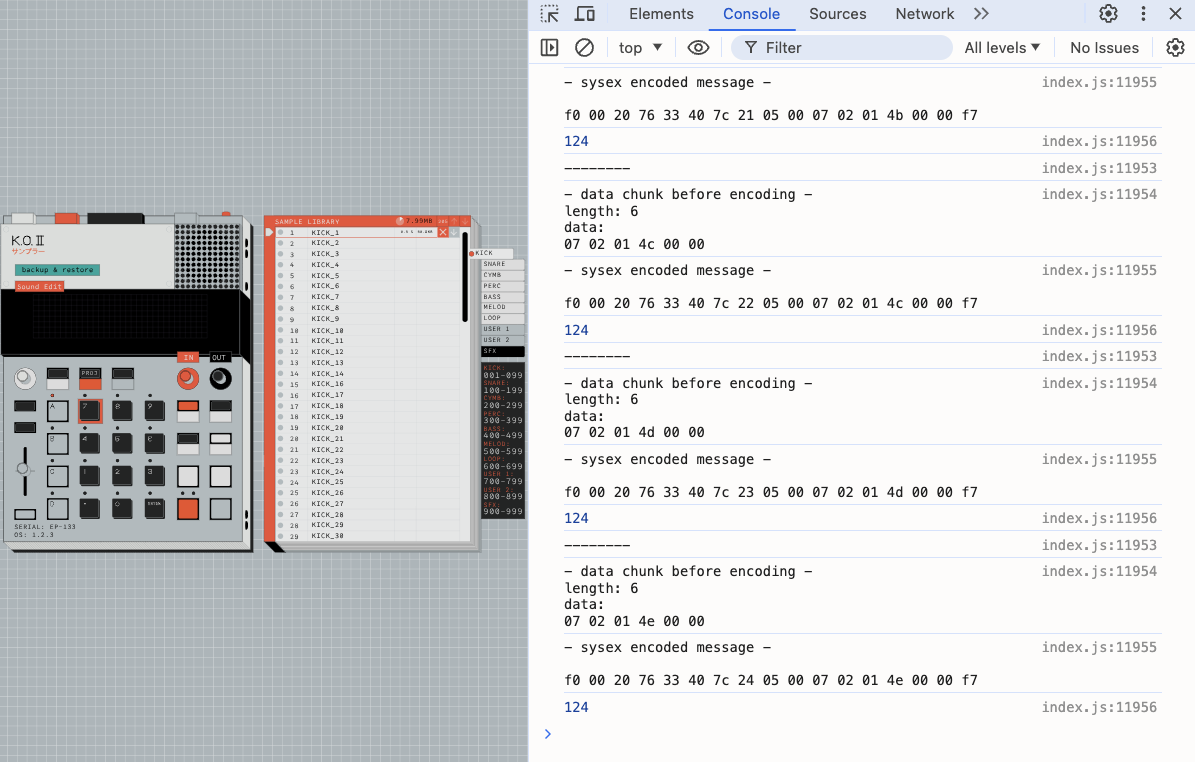 K.O.II
サンプラー
backup & restore
Sound Edit
IN
OUT
PROJ
A
7
8
9
4
C
1
2
3
SERIAL: EP-133
OS: 1.2.3
SAMPLE LIBRARY
7.99MB
1 KICK_1
2 KICK_2
3 KICK_3
4 KICK_4
5 KICK_5
6 KICK_6
7 KICK_7
8 KICK_8
9 KICK_9
10 KICK_10
11 KICK_11
12 KICK_12
13 KICK_13
14 KICK_14
15 KICK_16
16 KICK_17
17 KICK_18
18 KICK_19
19 KICK_20
20 KICK_21
21 KICK_22
22 KICK_23
23 KICK_24
24 KICK_25
25 KICK_26
26 KICK_27
27 KICK_28
28 KICK_29
29 KICK_30
KICK
SNARE
CYMB
PERC
BASS
MELOD
LOOP
USER 1
USER 2
SFX
KICK:
001-099
SNARE:
100-199
CYMB:
200-299
PERC:
300-399
BASS:
400-499
MELOD:
500-599
LOOP:
600-699
USER 1:
700-799
USER 2:
800-899
SFX:
900-999
Elements Console Sources Network
top Filter All levels No Issues
– sysex encoded message – index.js:11955
f0 00 20 76 33 40 7c 21 05 00 07 02 01 4b 00 00 f7
124 index.js:11956
-------- index.js:11953
– data chunk before encoding – index.js:11954
length: 6
data:
07 02 01 4c 00 00
– sysex encoded message – index.js:11955
f0 00 20 76 33 40 7c 22 05 00 07 02 01 4c 00 00 f7
124 index.js:11956
-------- index.js:11953
– data chunk before encoding – index.js:11954
length: 6
data:
07 02 01 4d 00 00
– sysex encoded message – index.js:11955
f0 00 20 76 33 40 7c 23 05 00 07 02 01 4d 00 00 f7
124 index.js:11956
-------- index.js:11953
– data chunk before encoding – index.js:11954
length: 6
data:
07 02 01 4e 00 00
– sysex encoded message – index.js:11955
f0 00 20 76 33 40 7c 24 05 00 07 02 01 4e 00 00 f7
124 index.js:11956